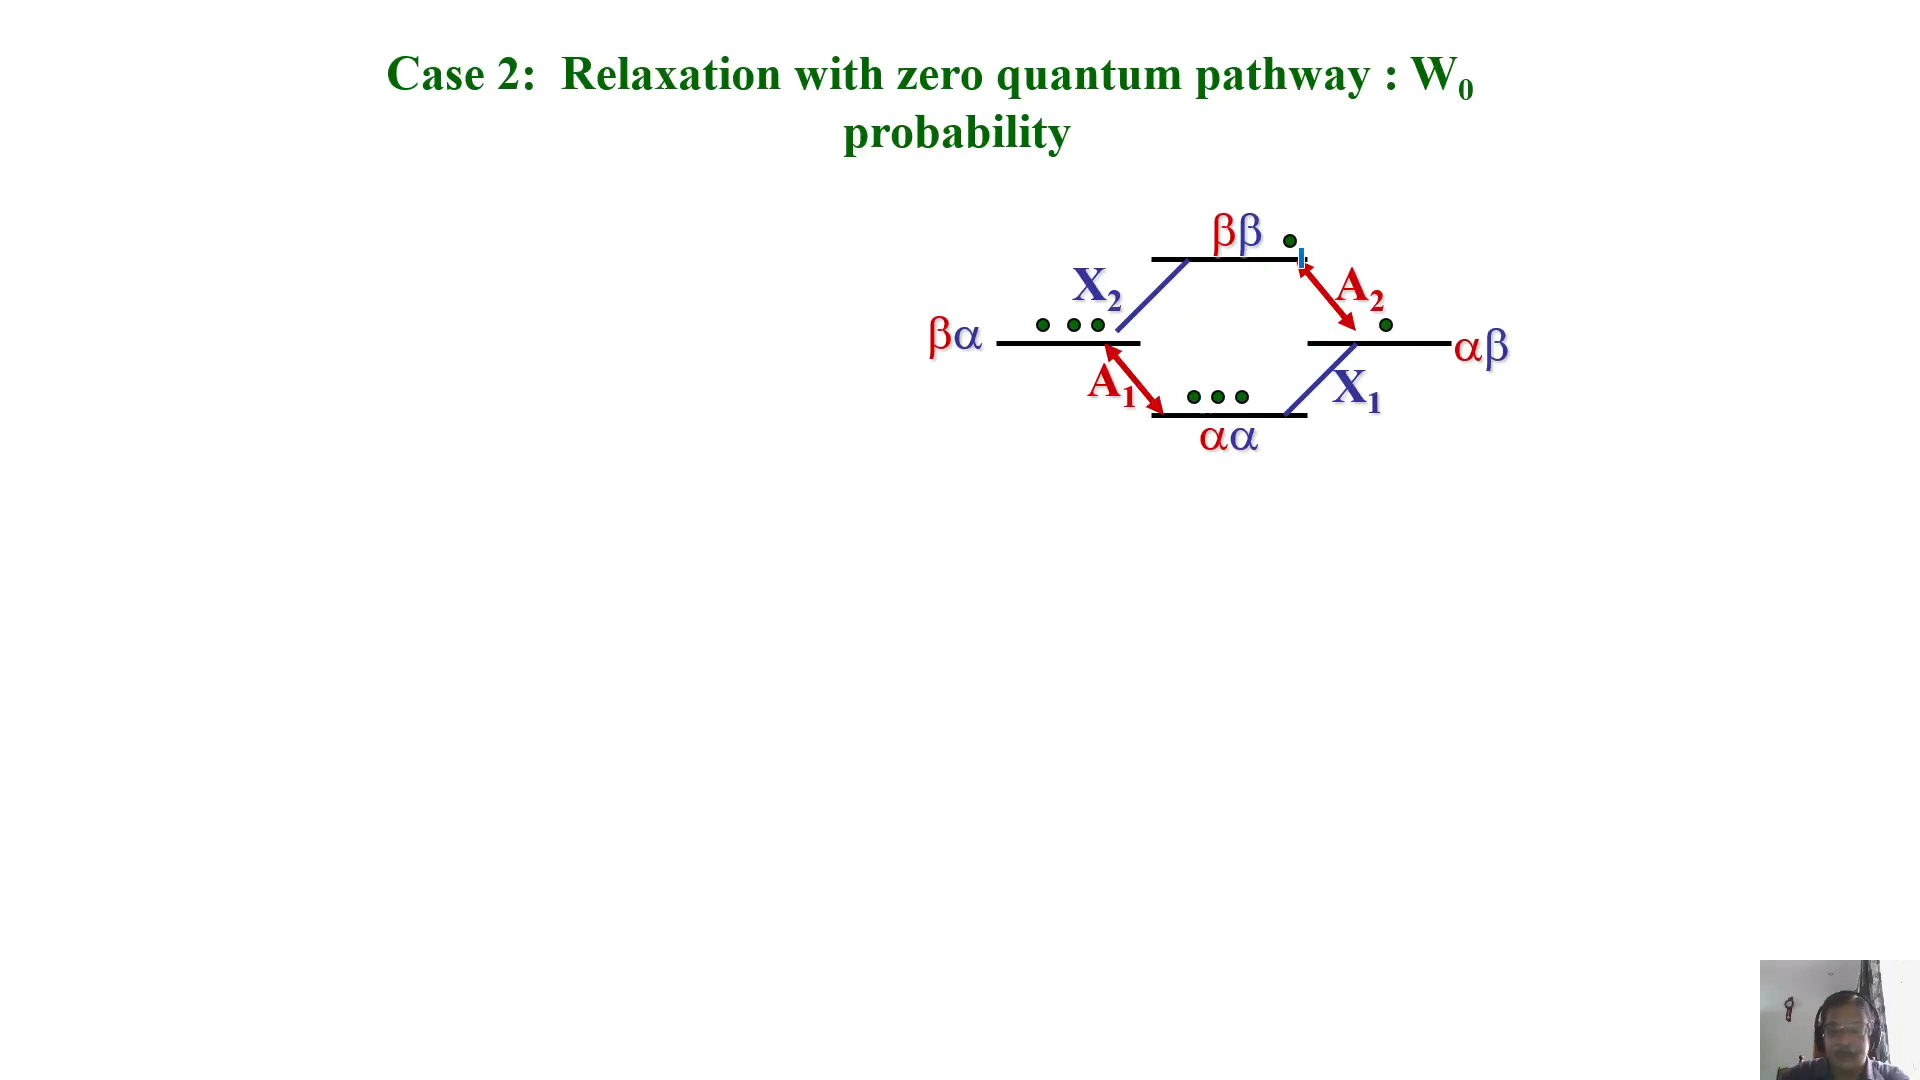 Case 2: Relaxation with zero quantum pathway : W₀
probability
ββ
X₂
A₂
βα
αβ
A₁
X₁
αα